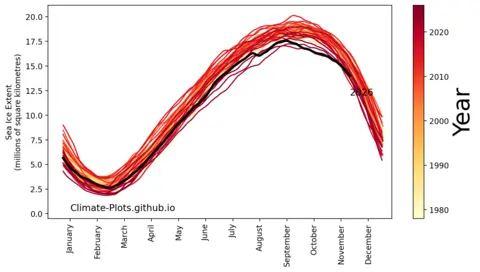 20.0
17.5
15.0
12.5
10.0
7.5
5.0
2.5
0.0
Sea Ice Extent
(millions of square kilometres)
2026
Climate-Plots.github.io
January
February
March
April
May
June
July
August
September
October
November
December
2020
2010
2000
1990
1980
Year